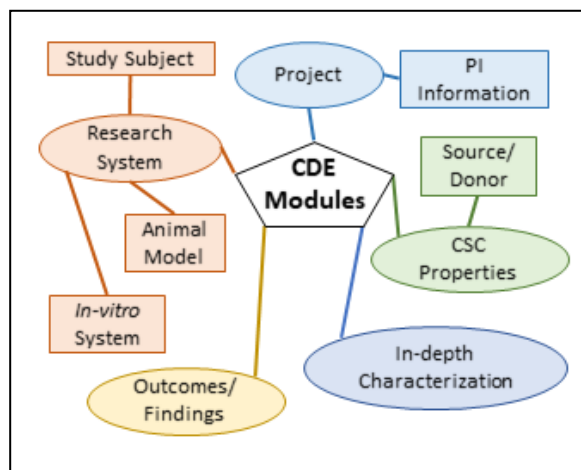 Study Subject
Project
PI
Information
Research
System
CDE
Modules
Source/
Donor
Animal
Model
CSC
Properties
In-vitro
System
In-depth
Characterization
Outcomes/
Findings